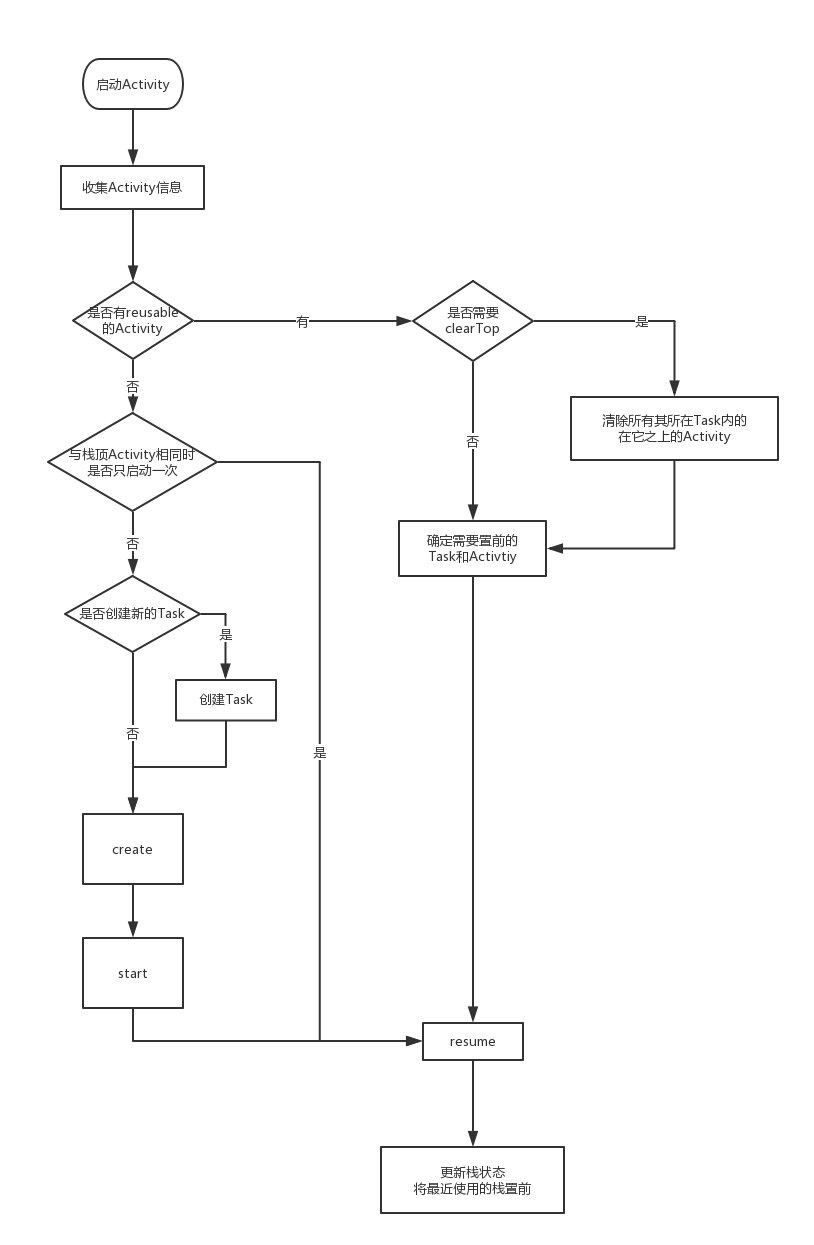 启动Activity
收集Activity信息
是否有reusable
的Activity
有
是否需要
clearTop
是
否
清除所有其所在Task内的
在它之上的Activity
与栈顶Activity相同时
是否只启动一次
否
确定需要置前的
Task和Activtiy
否
是否创建新的Task
是
创建Task
否
是
create
start
resume
更新栈状态
将最近使用的栈置前